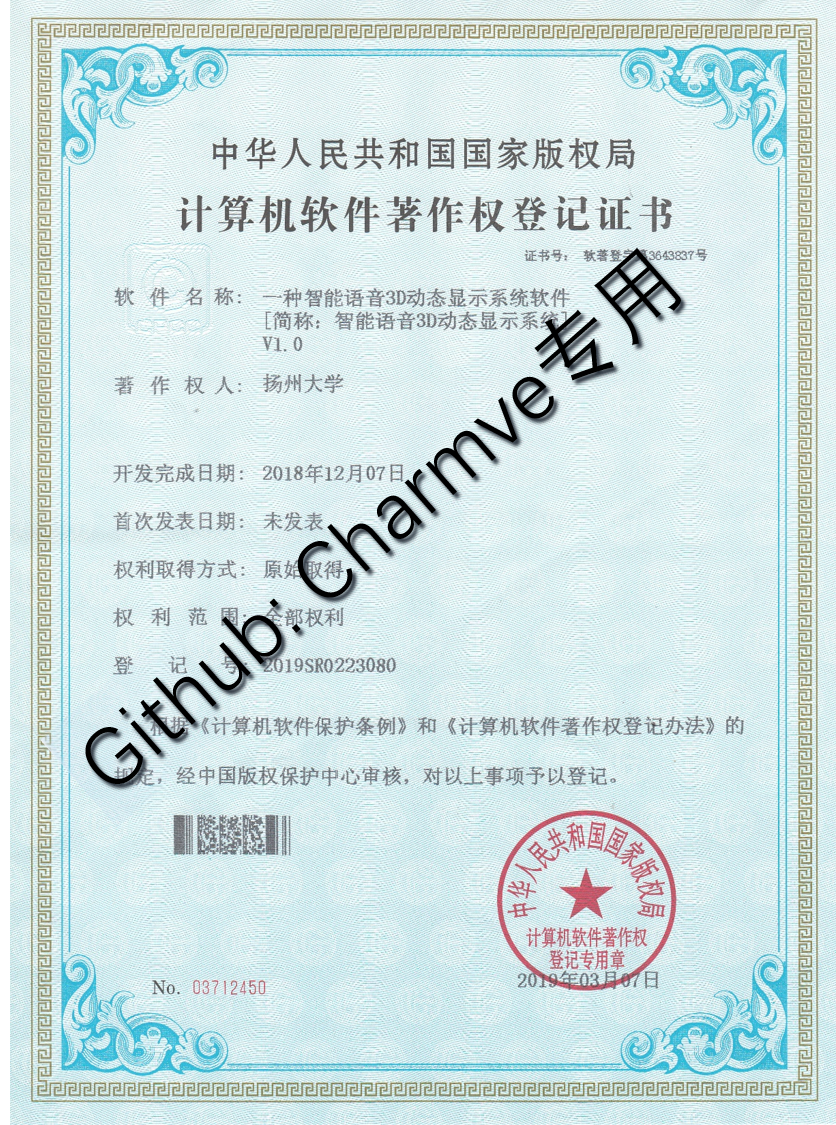 中华人民共和国国家版权局
计算机软件著作权登记证书
证书号： 软著登字第3643837号
软件名称： 一种智能语音3D动态显示系统软件
[简称：智能语音3D动态显示系统]
V1.0
著作权人： 扬州大学
开发完成日期： 2018年12月07日
首次发表日期： 未发表
权利取得方式： 原始取得
权利范围： 全部权利
登记号： 2019SR0223080
根据《计算机软件保护条例》和《计算机软件著作权登记办法》的
规定，经中国版权保护中心审核，对以上事项予以登记。
Github: Charmve专用
中华人民共和国国家版权局
计算机软件著作权
登记专用章
2019年03月07日
No. 03712450